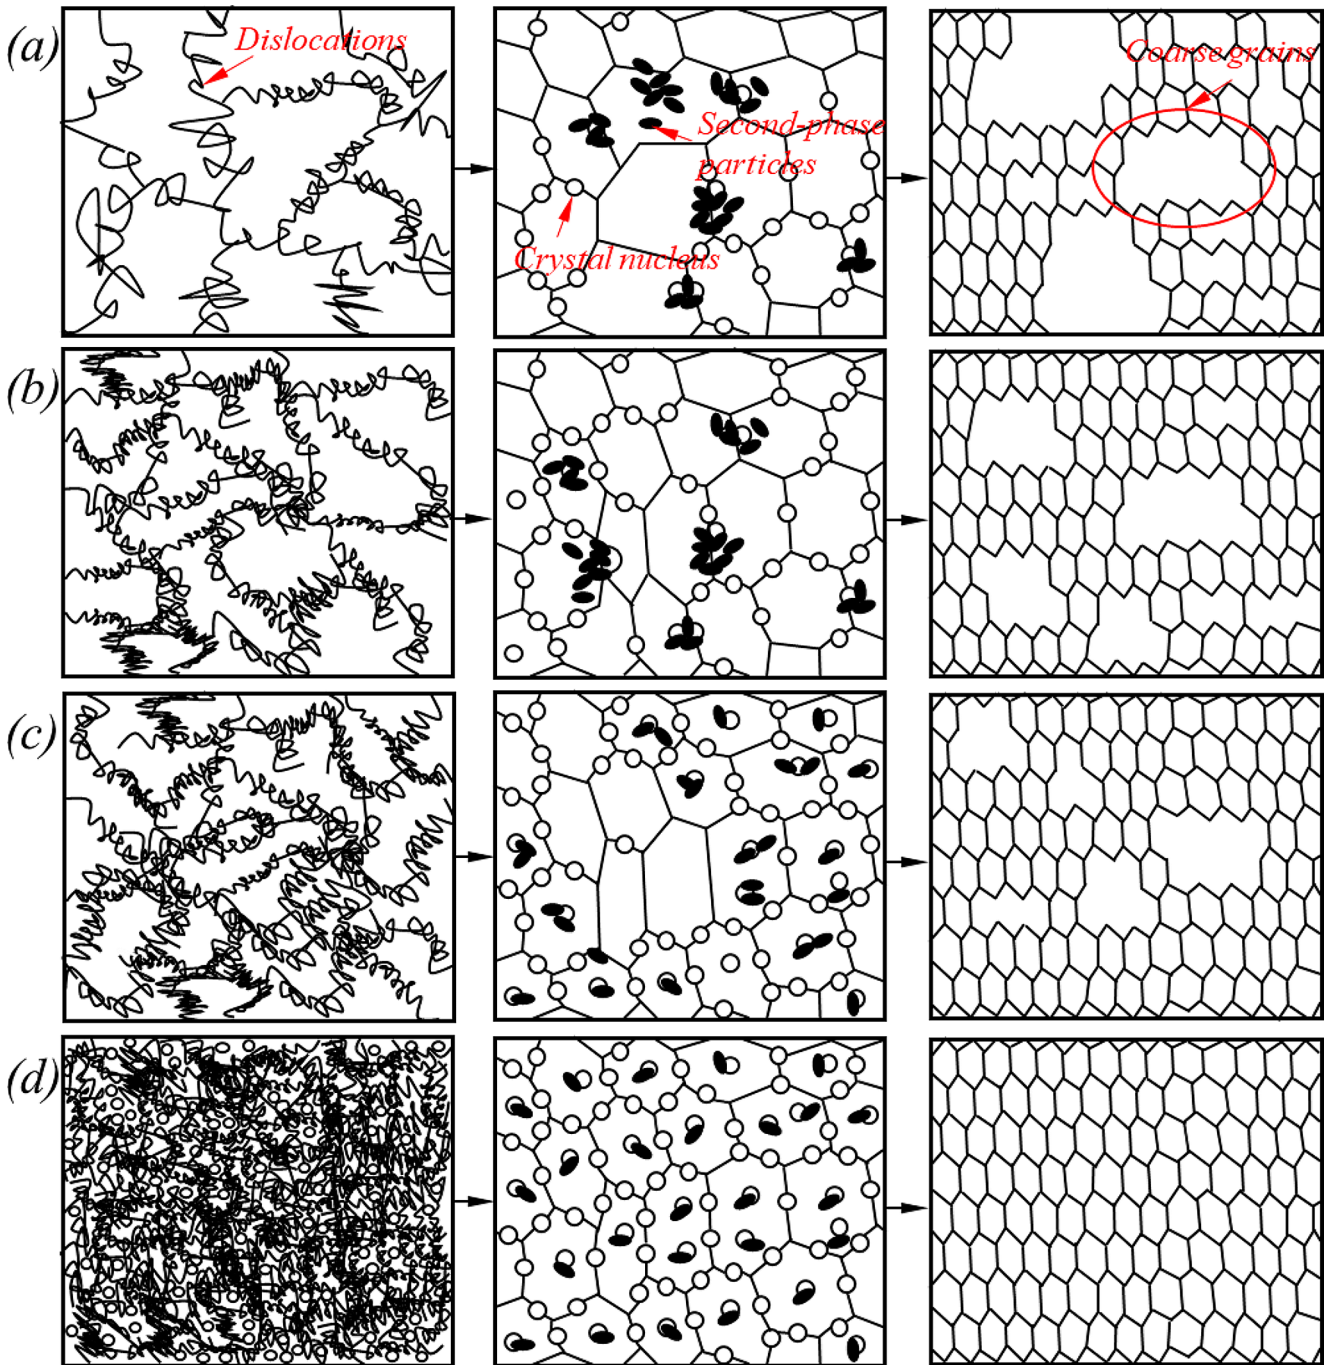 (a)
Dislocations
Second-phase
particles
Crystal nucleus
Coarse grains
(b)
(c)
(d)